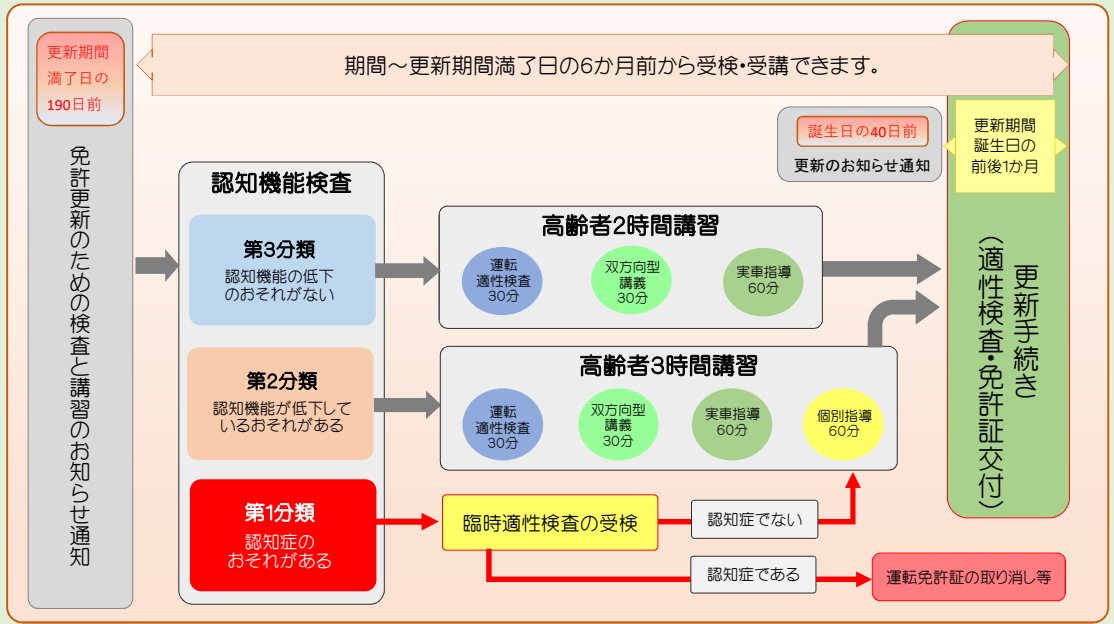 更新期間
満了日の
190日前
免許更新のための検査と講習のお知らせ通知
期間～更新期間満了日の6か月前から受検・受講できます。
誕生日の40日前
更新のお知らせ通知
更新期間
誕生日の
前後1か月
更新手続き
（適性検査・免許証交付）
認知機能検査
第3分類
認知機能の低下
のおそれがない
高齢者2時間講習
運転
適性検査
30分
双方向型
講義
30分
実車指導
60分
第2分類
認知機能が低下して
いるおそれがある
高齢者3時間講習
運転
適性検査
30分
双方向型
講義
30分
実車指導
60分
個別指導
60分
第1分類
認知症の
おそれがある
臨時適性検査の受検
認知症でない
認知症である
運転免許証の取り消し等